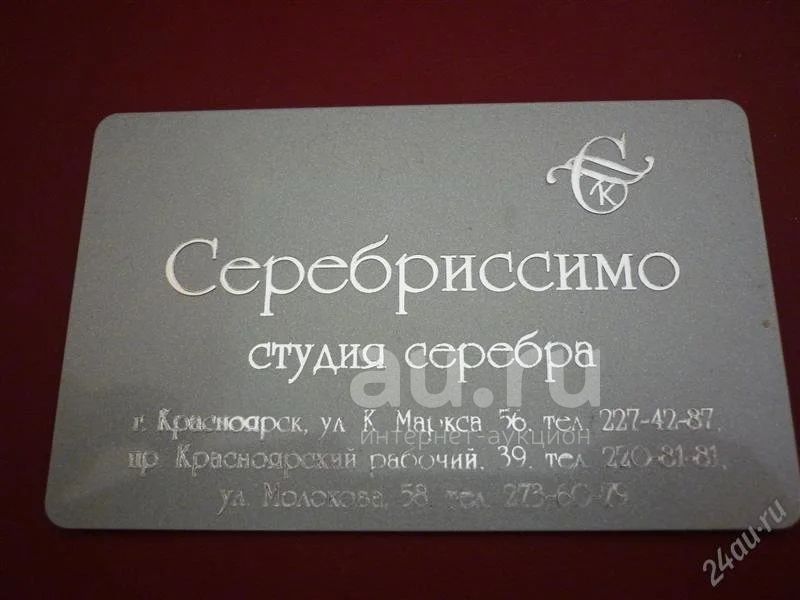 СК
Серебриссимо
студия серебра
г. Красноярск, ул. К. Маркса 56, тел. 227-42-87,
пр. Красноярский рабочий, 39, тел. 220-81-81,
ул. Молокова, 58, тел. 273-60-79
au.ru
интернет-аукцион
24au.ru